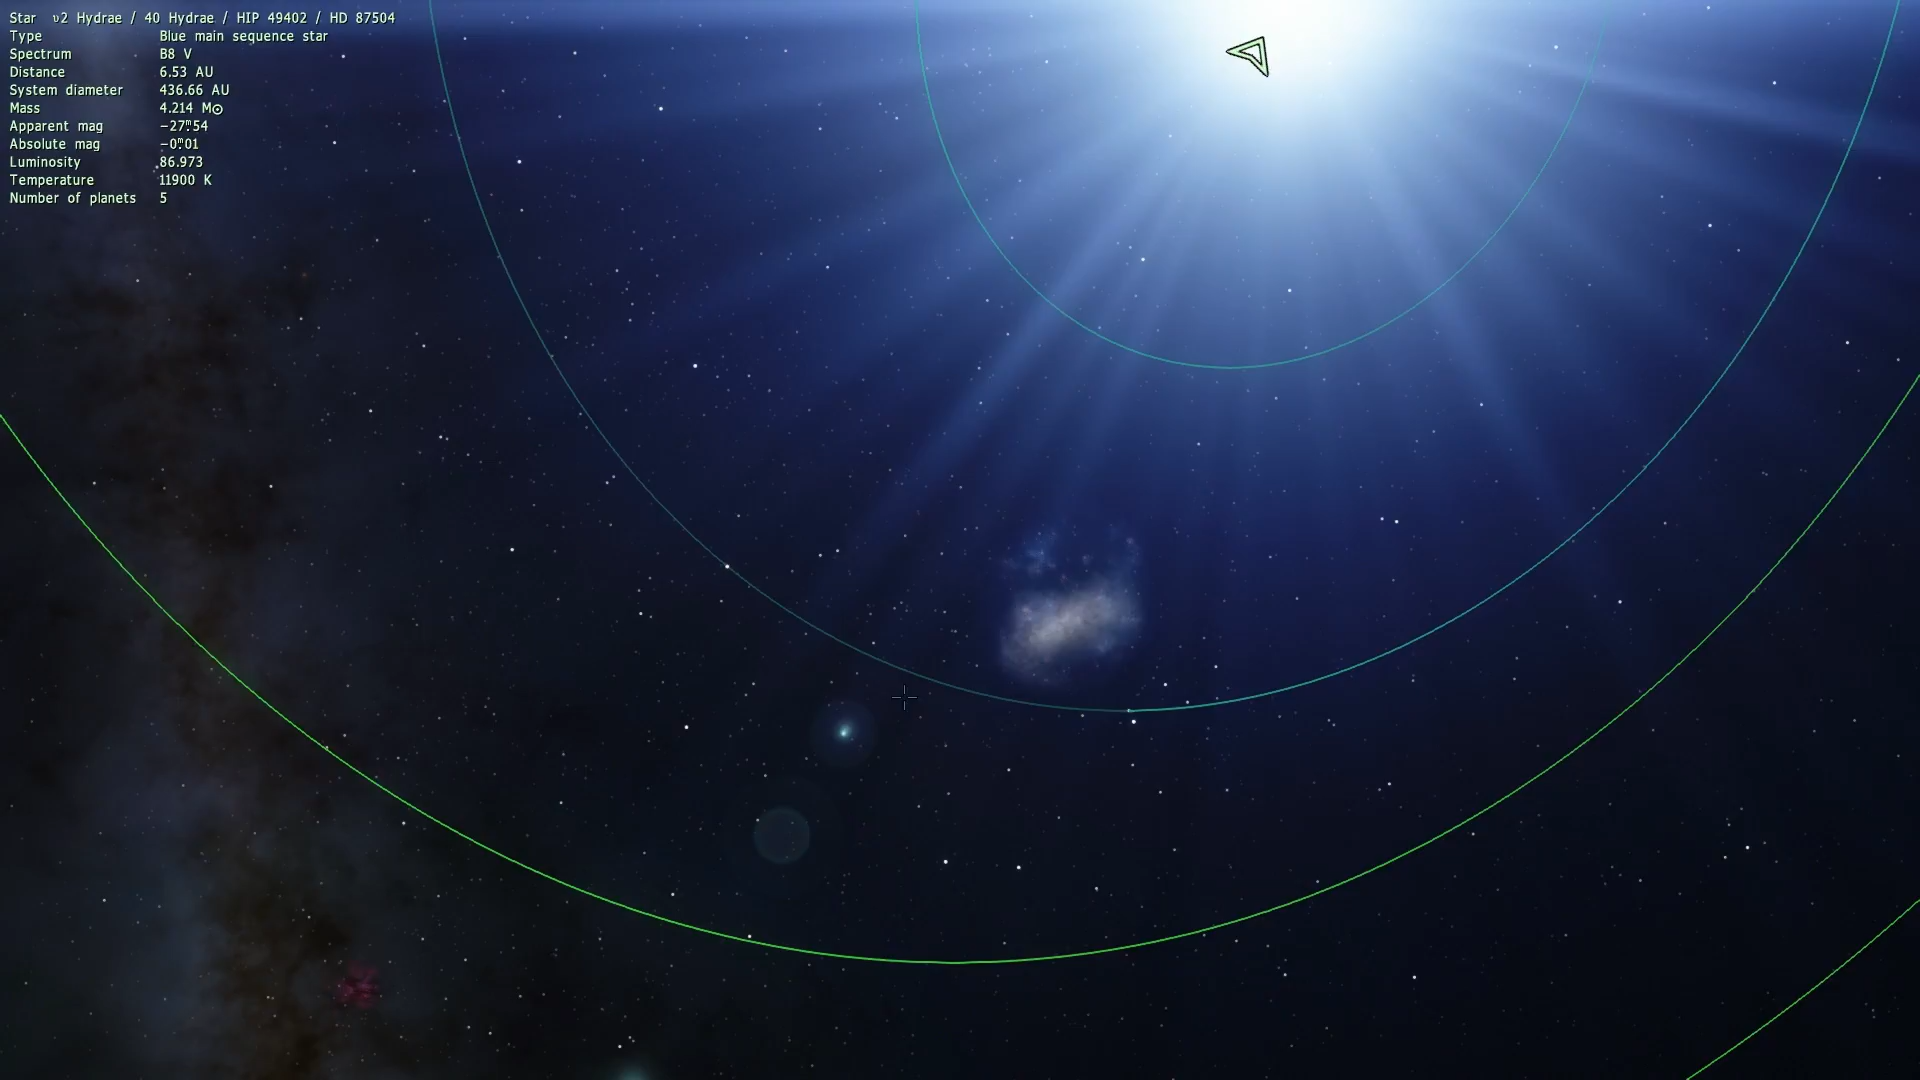 Star υ2 Hydrae / 40 Hydrae / HIP 49402 / HD 87504
Type Blue main sequence star
Spectrum B8 V
Distance 6.53 AU
System diameter 436.66 AU
Mass 4.214 M☉
Apparent mag −27ᵐ.54
Absolute mag −0ᵐ.01
Luminosity 86.973
Temperature 11900 K
Number of planets 5